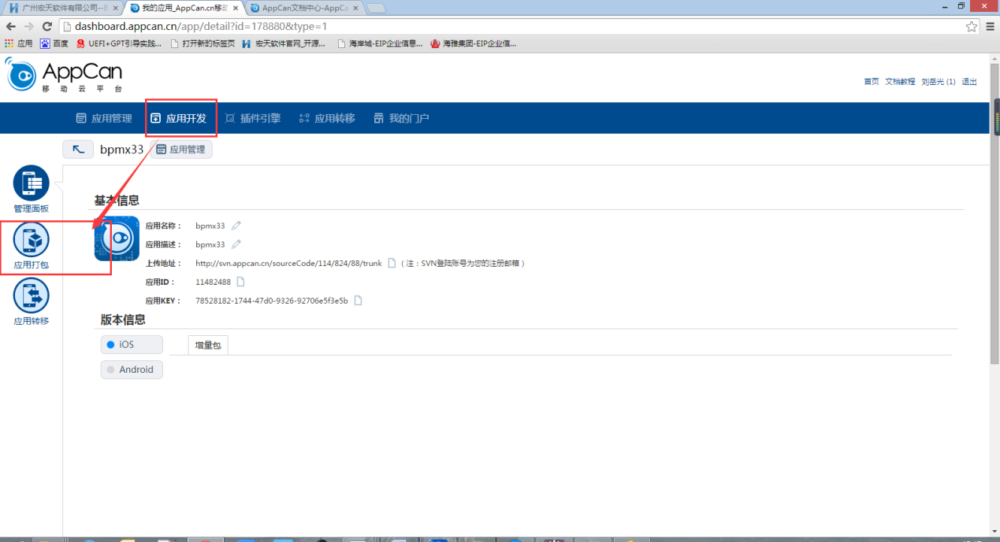 广州宏天软件有限公司--E
我的应用_AppCan.cn移动
AppCan文档中心-AppCa
dashboard.appcan.cn/app/detail?id=178880&type=1
应用 百度 UEFI+GPT引导实践... 打开新的标签页 宏天软件官网_开源... 海岸城-EIP企业信息... 海雅集团-EIP企业信...
AppCan
移动云平台
首页 文档教程 刘岳光 (1) 退出
应用管理 应用开发 插件引擎 应用转移 我的门户
bpmx33 应用管理
管理面板
应用打包
应用转移
基本信息
应用名称： bpmx33
应用描述： bpmx33
上传地址： http://svn.appcan.cn/sourceCode/114/824/88/trunk （注：SVN登陆账号为您的注册邮箱）
应用ID： 11482488
应用KEY： 78528182-1744-47d0-9326-92706e5f3e5b
版本信息
iOS 增量包
Android